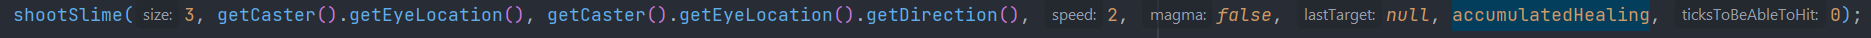 shootSlime( size: 3, getCaster().getEyeLocation(), getCaster().getEyeLocation().getDirection(), speed: 2, magma: false, lastTarget: null, accumulatedHealing, ticksToBeAbleToHit: 0);